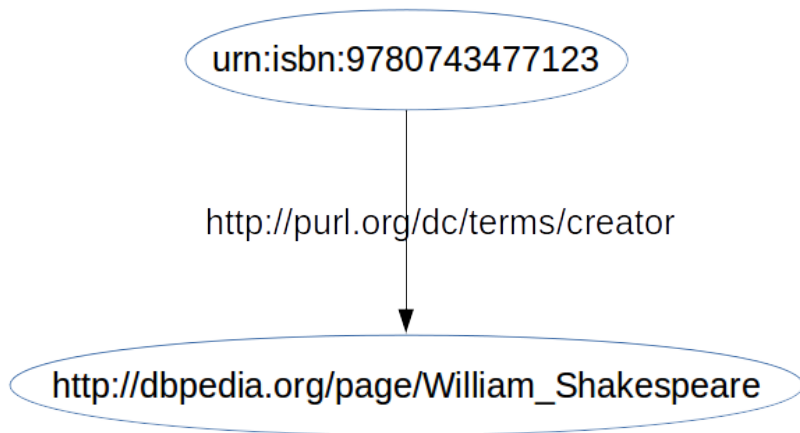 urn:isbn:9780743477123
http://purl.org/dc/terms/creator
http://dbpedia.org/page/William_Shakespeare